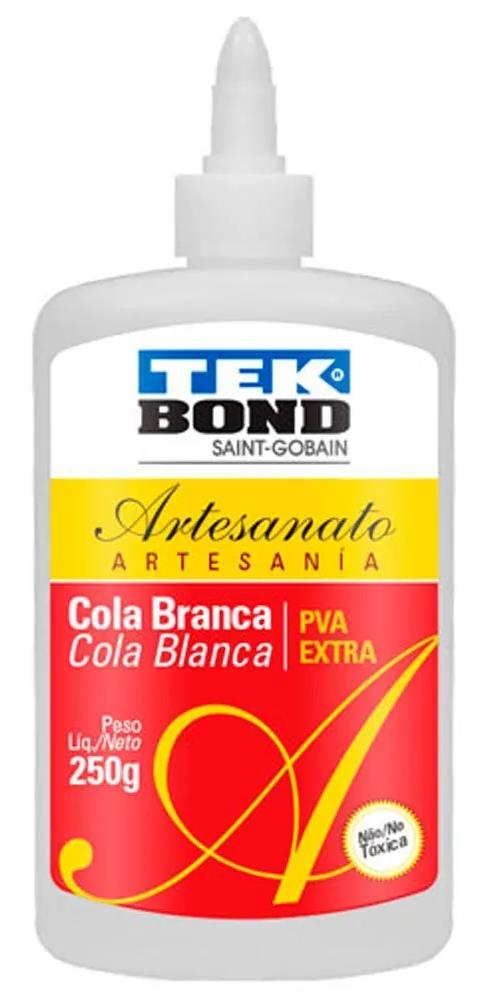 TEK®
BOND
SAINT-GOBAIN
Artesanato
ARTESANÍA
Cola Branca
Cola Blanca
PVA
EXTRA
Peso
Líq./Neto
250g
A
Não/No
Tóxica